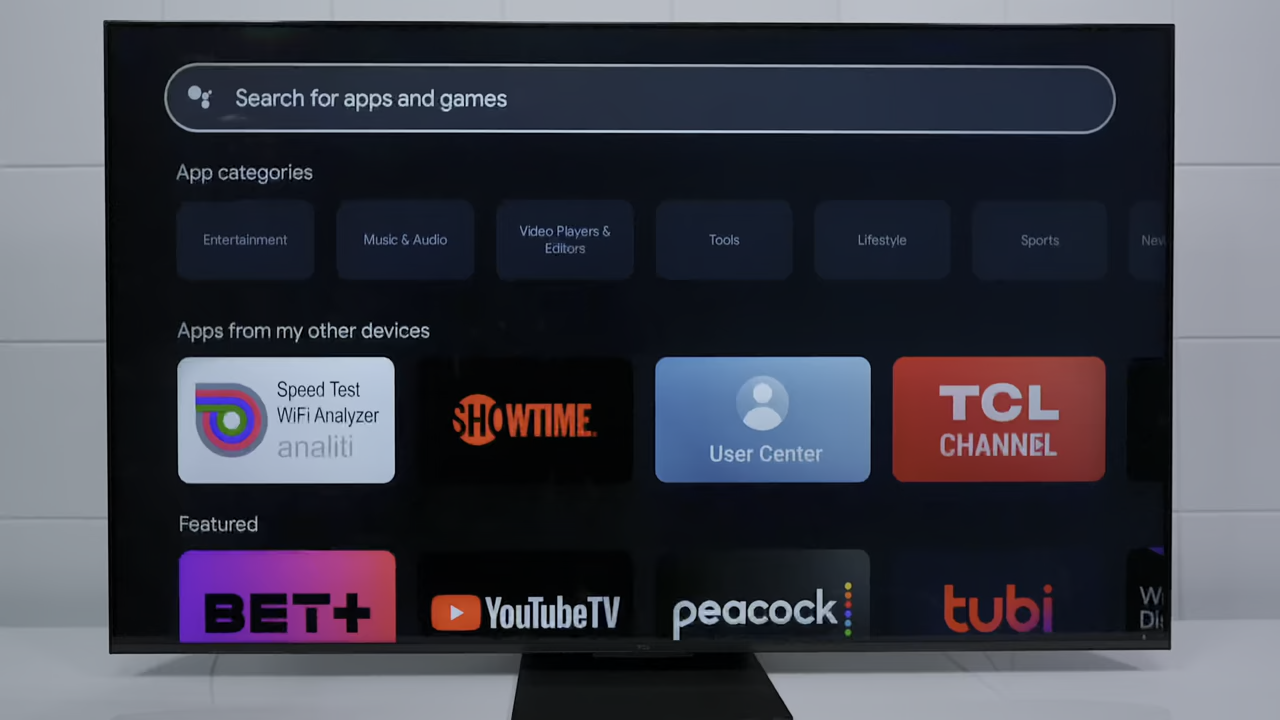 Search for apps and games
App categories
Entertainment
Music & Audio
Video Players &
Editors
Tools
Lifestyle
Sports
Apps from my other devices
Speed Test
WiFi Analyzer
analiti
SHOWTIME
User Center
TCL
CHANNEL
Featured
BET+
YouTubeTV
peacock
tubi
TCL